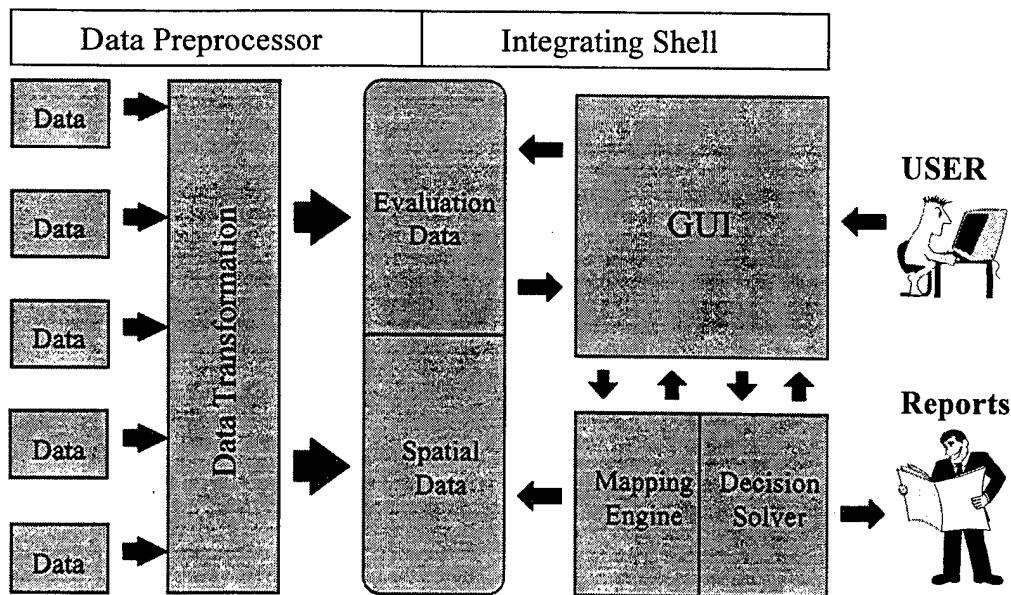 Data Preprocessor
Integrating Shell
Data
Data
Data
Data
Data
Data Transformation
Evaluation
Data
Spatial
Data
GUI
Mapping
Engine
Decision
Solver
USER
Reports